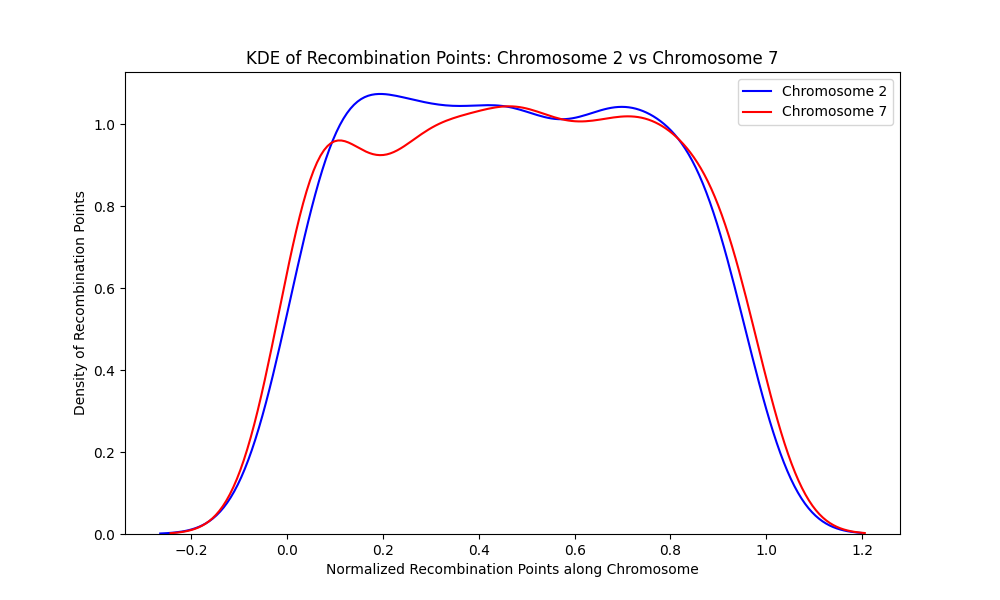 KDE of Recombination Points: Chromosome 2 vs Chromosome 7
Chromosome 2
Chromosome 7
Density of Recombination Points
1.0
0.8
0.6
0.4
0.2
0.0
−0.2 0.0 0.2 0.4 0.6 0.8 1.0 1.2
Normalized Recombination Points along Chromosome